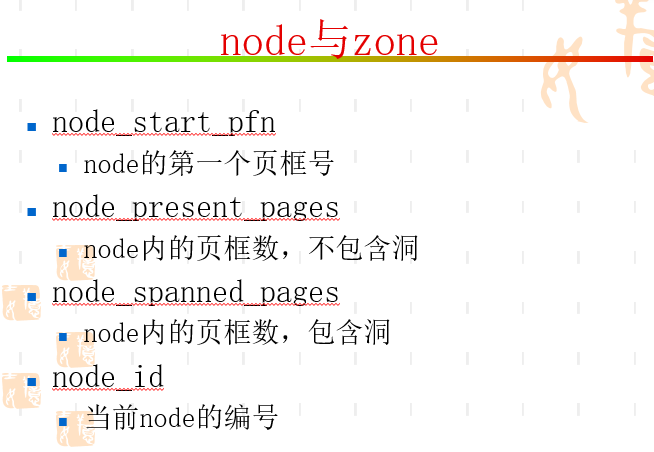 node与zone
node_start_pfn
node的第一个页框号
node_present_pages
node内的页框数，不包含洞
node_spanned_pages
node内的页框数，包含洞
node_id
当前node的编号